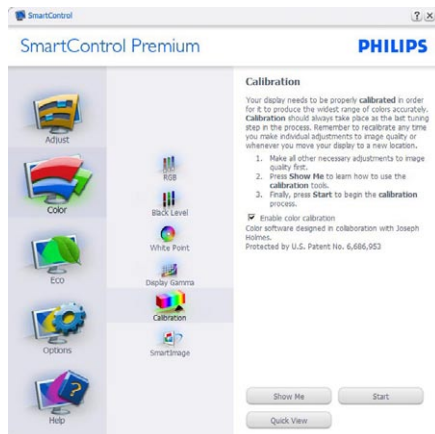 SmartControl
SmartControl Premium
PHILIPS
Adjust
Color
Eco
Options
Help
RGB
Black Level
White Point
Display Gamma
Calibration
SmartImage
Calibration
Your display needs to be properly calibrated in order
for it to produce the widest range of colors accurately.
Calibration should always take place as the last tuning
step in the process. Remember to recalibrate any time
you make individual adjustments to image quality or
whenever you move your display to a new location.
1. Make all other necessary adjustments to image
quality first.
2. Press Show Me to learn how to use the
calibration tools.
3. Finally, press Start to begin the calibration
process.
Enable color calibration
Color software designed in collaboration with Joseph
Holmes.
Protected by U.S. Patent No. 6,686,953
Show Me
Start
Quick View